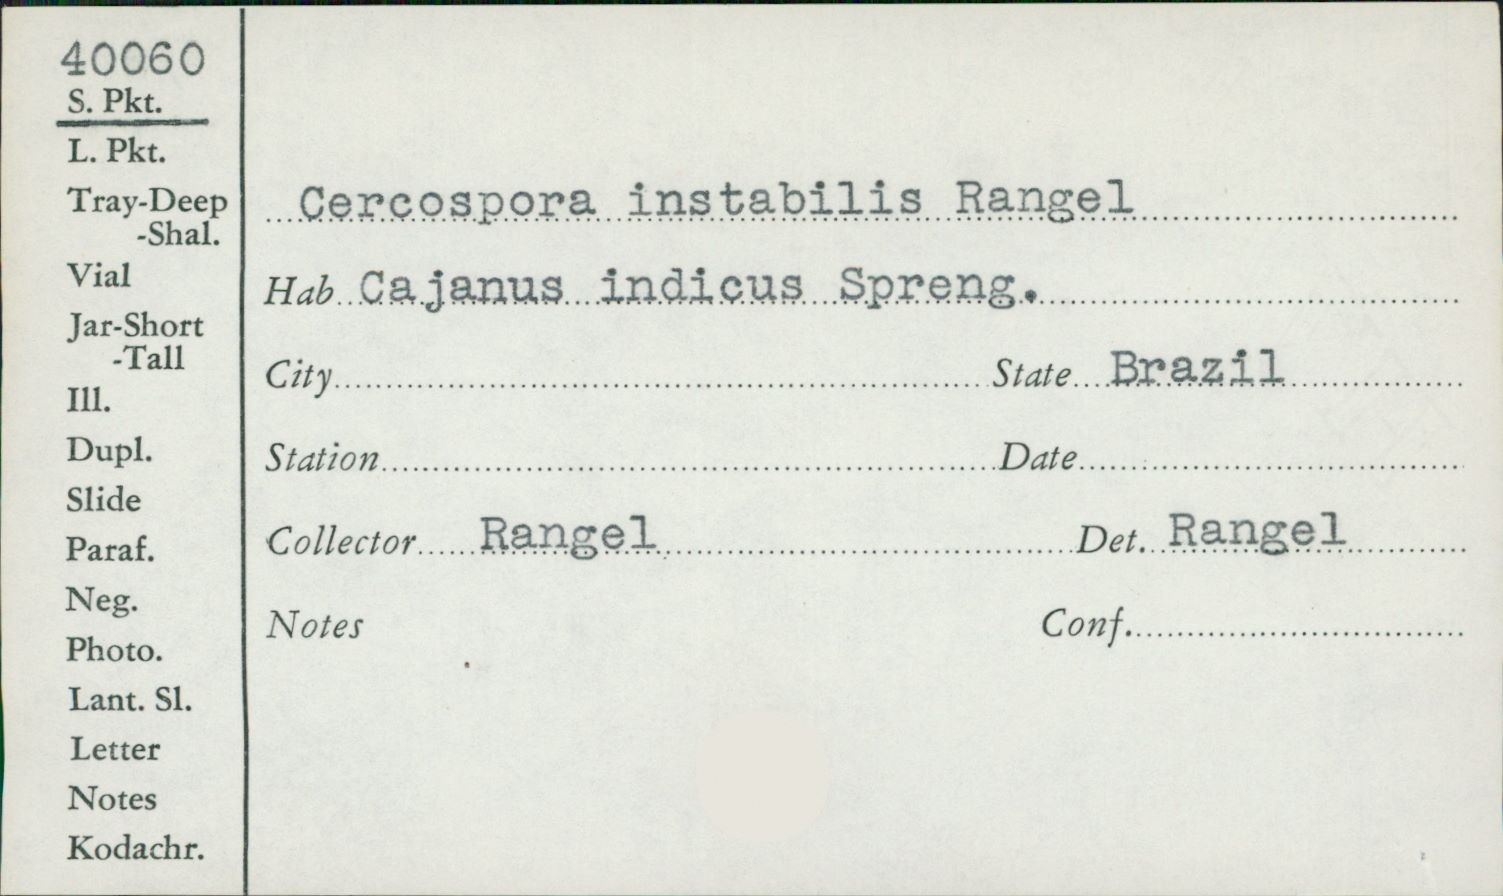 40060
S. Pkt.
L. Pkt.
Tray-Deep
-Shal.
Vial
Jar-Short
-Tall
Ill.
Dupl.
Slide
Paraf.
Neg.
Photo.
Lant. Sl.
Letter
Notes
Kodachr.
Cercospora instabilis Rangel
Hab Cajanus indicus Spreng.
City State Brazil
Station Date
Collector Rangel Det. Rangel
Notes Conf.